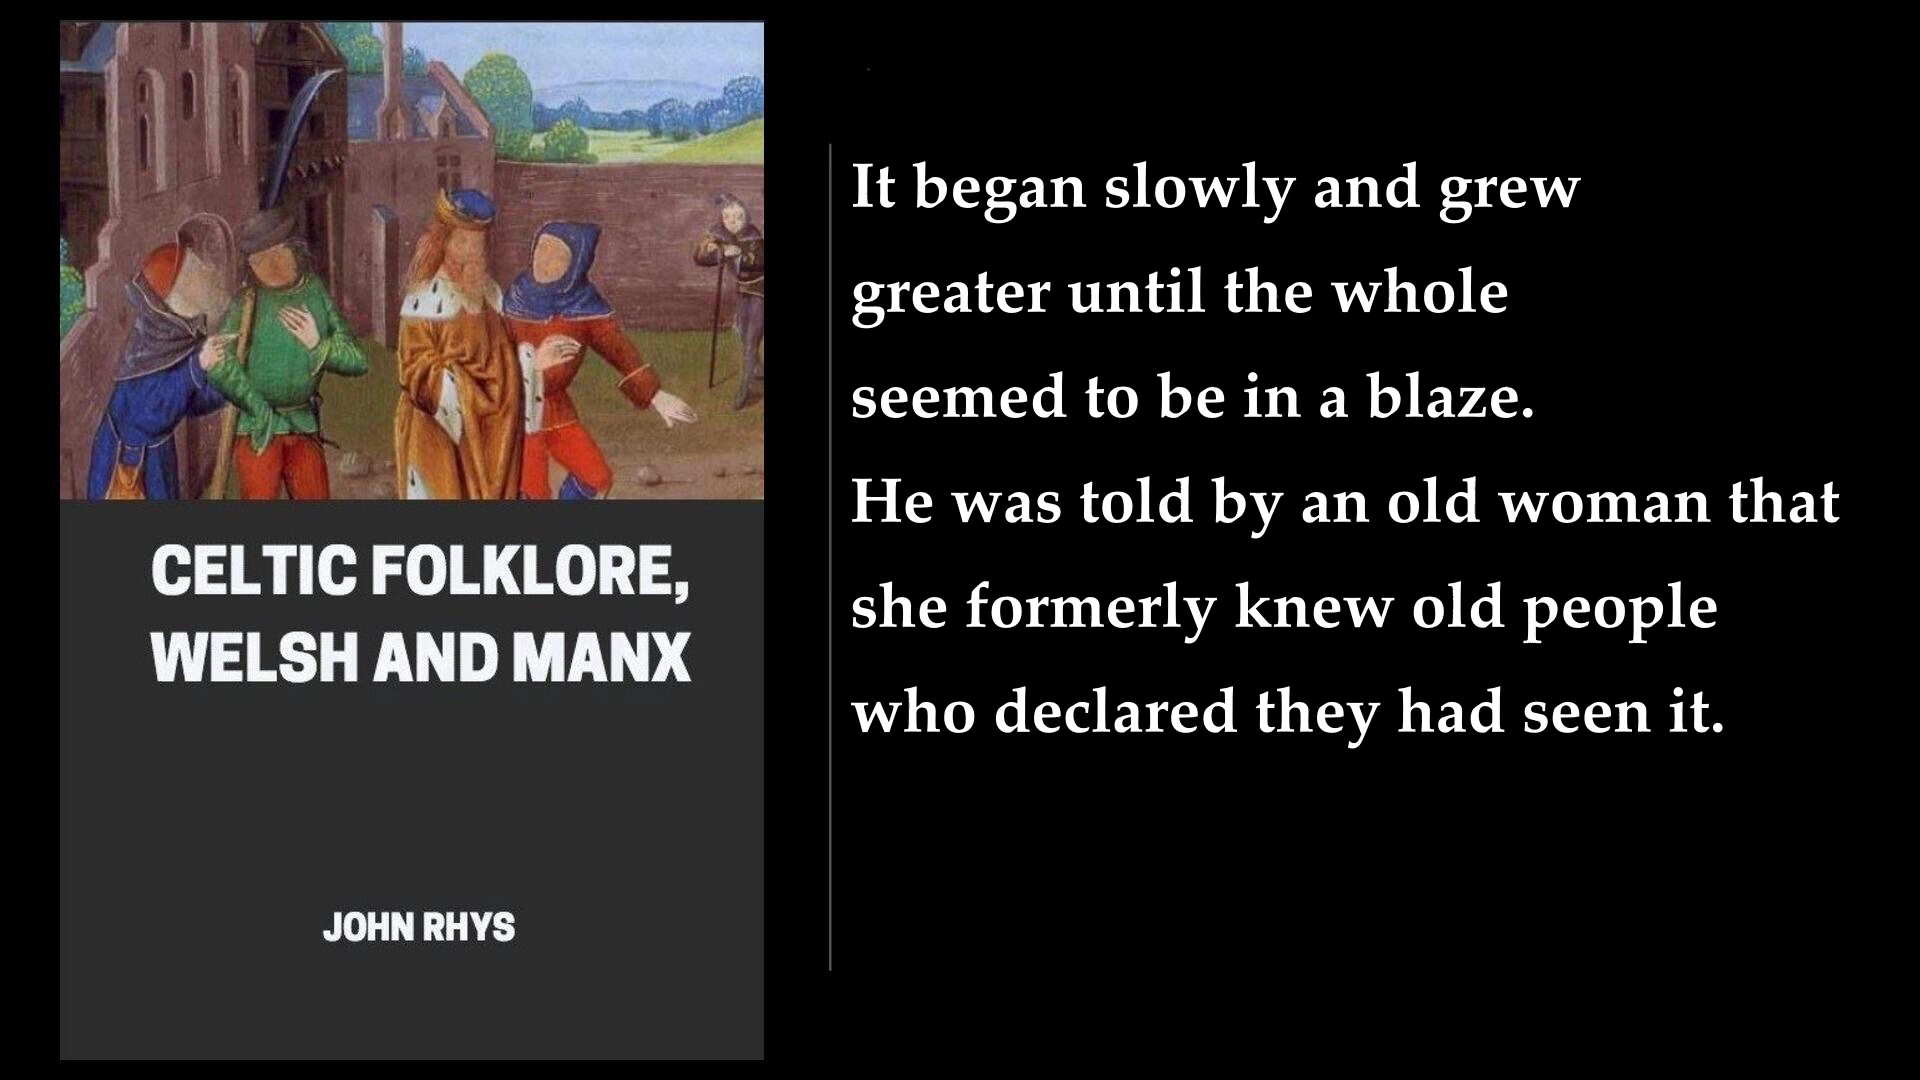 CELTIC FOLKLORE,
WELSH AND MANX
JOHN RHYS
It began slowly and grew
greater until the whole
seemed to be in a blaze.
He was told by an old woman that
she formerly knew old people
who declared they had seen it.